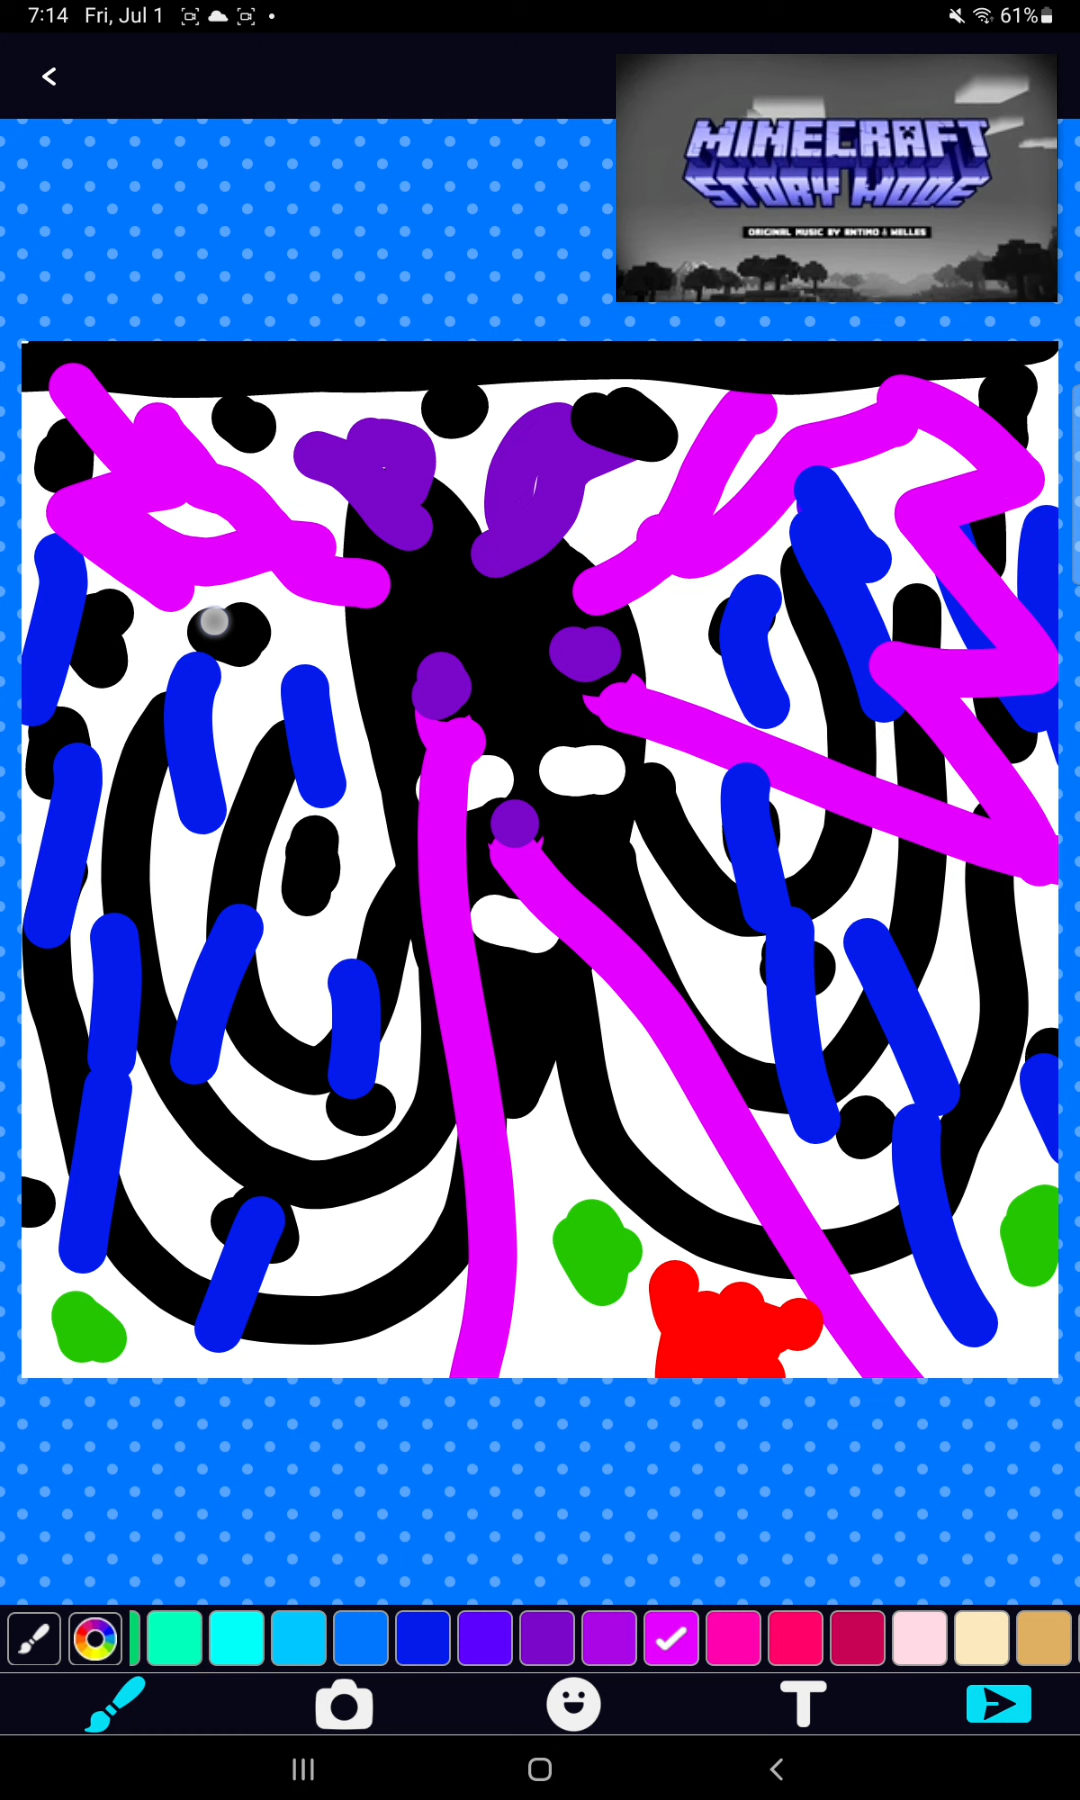 7:14 Fri, Jul 1
61%
MINECRAFT
STORY MODE
ORIGINAL MUSIC BY ANTIMO & WELLES
T